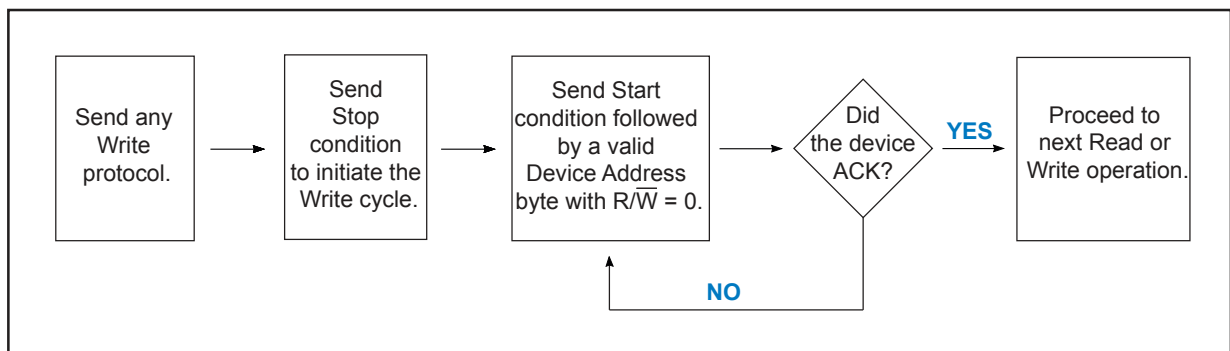 Send any
Write
protocol.
Send
Stop
condition
to initiate the
Write cycle.
Send Start
condition followed
by a valid
Device Address
byte with R/W̅ = 0.
Did
the device
ACK?
YES
NO
Proceed to
next Read or
Write operation.